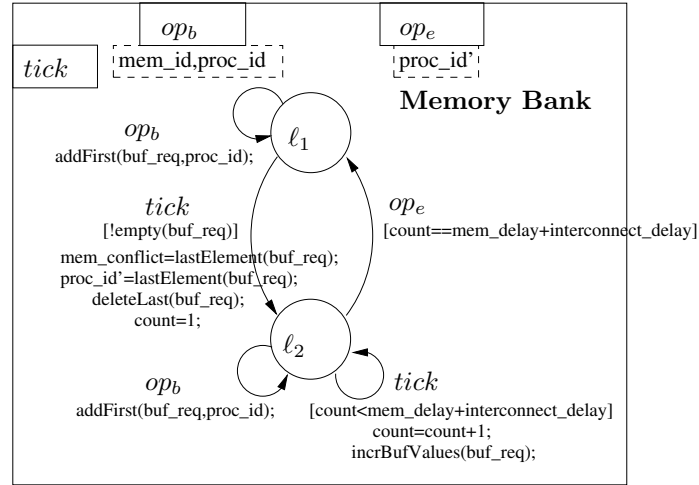 op_b
op_e
mem_id,proc_id
proc_id'
tick
Memory Bank
op_b
addFirst(buf_req,proc_id);
ℓ_1
tick
[!empty(buf_req)]
mem_conflict=lastElement(buf_req);
proc_id'=lastElement(buf_req);
deleteLast(buf_req);
count=1;
op_e
[count==mem_delay+interconnect_delay]
ℓ_2
op_b
addFirst(buf_req,proc_id);
tick
[count<mem_delay+interconnect_delay]
count=count+1;
incrBufValues(buf_req);